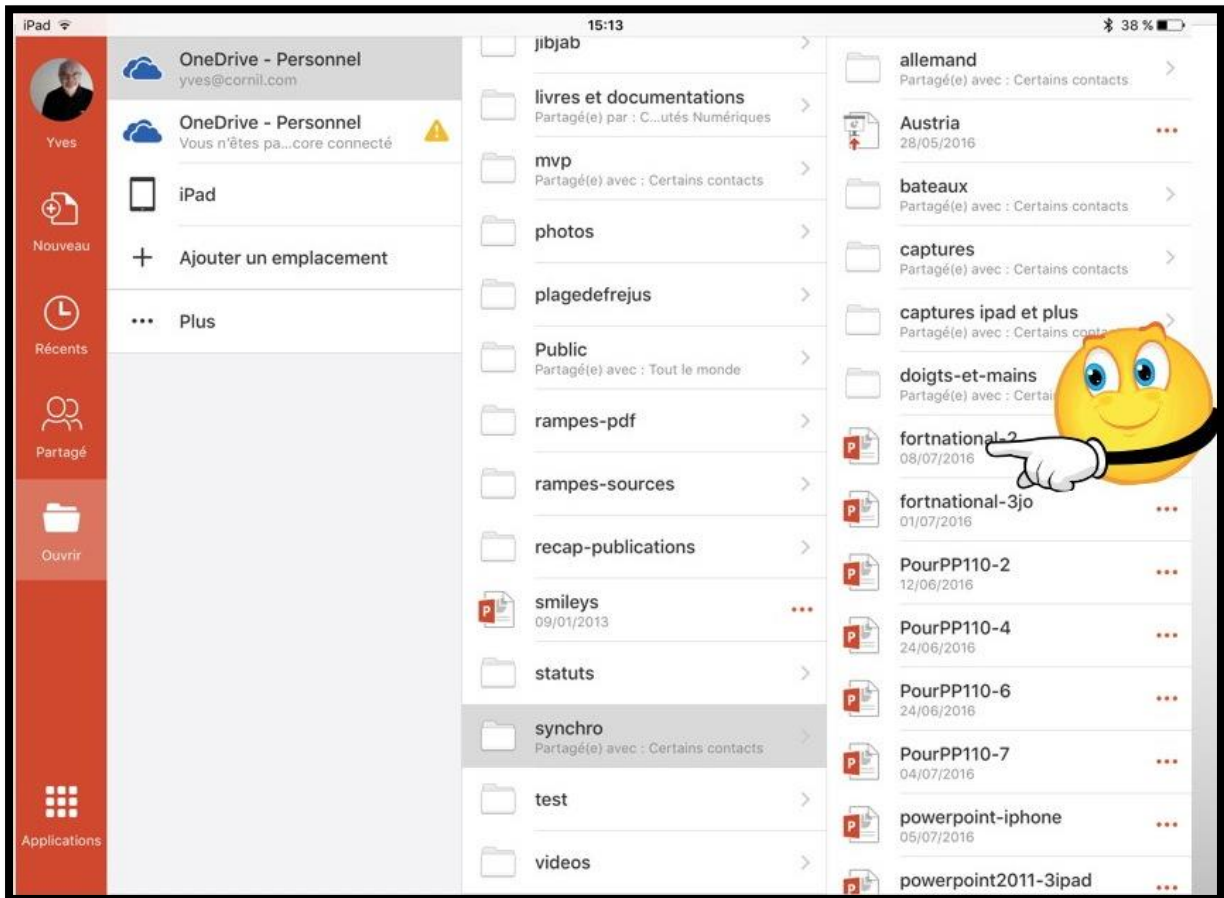 iPad
15:13
38 %
Yves
Nouveau
Récents
Partagé
Ouvrir
Applications
OneDrive - Personnel
yves@cornil.com
OneDrive - Personnel
Vous n'êtes pa...core connecté
iPad
Ajouter un emplacement
Plus
jibjab
livres et documentations
Partagé(e) par : C...utés Numériques
mvp
Partagé(e) avec : Certains contacts
photos
plagedefrejus
Public
Partagé(e) avec : Tout le monde
rampes-pdf
rampes-sources
recap-publications
smileys
09/01/2013
statuts
synchro
Partagé(e) avec : Certains contacts
test
videos
allemand
Partagé(e) avec : Certains contacts
Austria
28/05/2016
bateaux
Partagé(e) avec : Certains contacts
captures
Partagé(e) avec : Certains contacts
captures ipad et plus
Partagé(e) avec : Certains
doigts-et-mains
Partagé(e) avec :
fortnational-2
08/07/2016
fortnational-3jo
01/07/2016
PourPP110-2
12/06/2016
PourPP110-4
24/06/2016
PourPP110-6
24/06/2016
PourPP110-7
04/07/2016
powerpoint-iphone
05/07/2016
powerpoint2011-3ipad